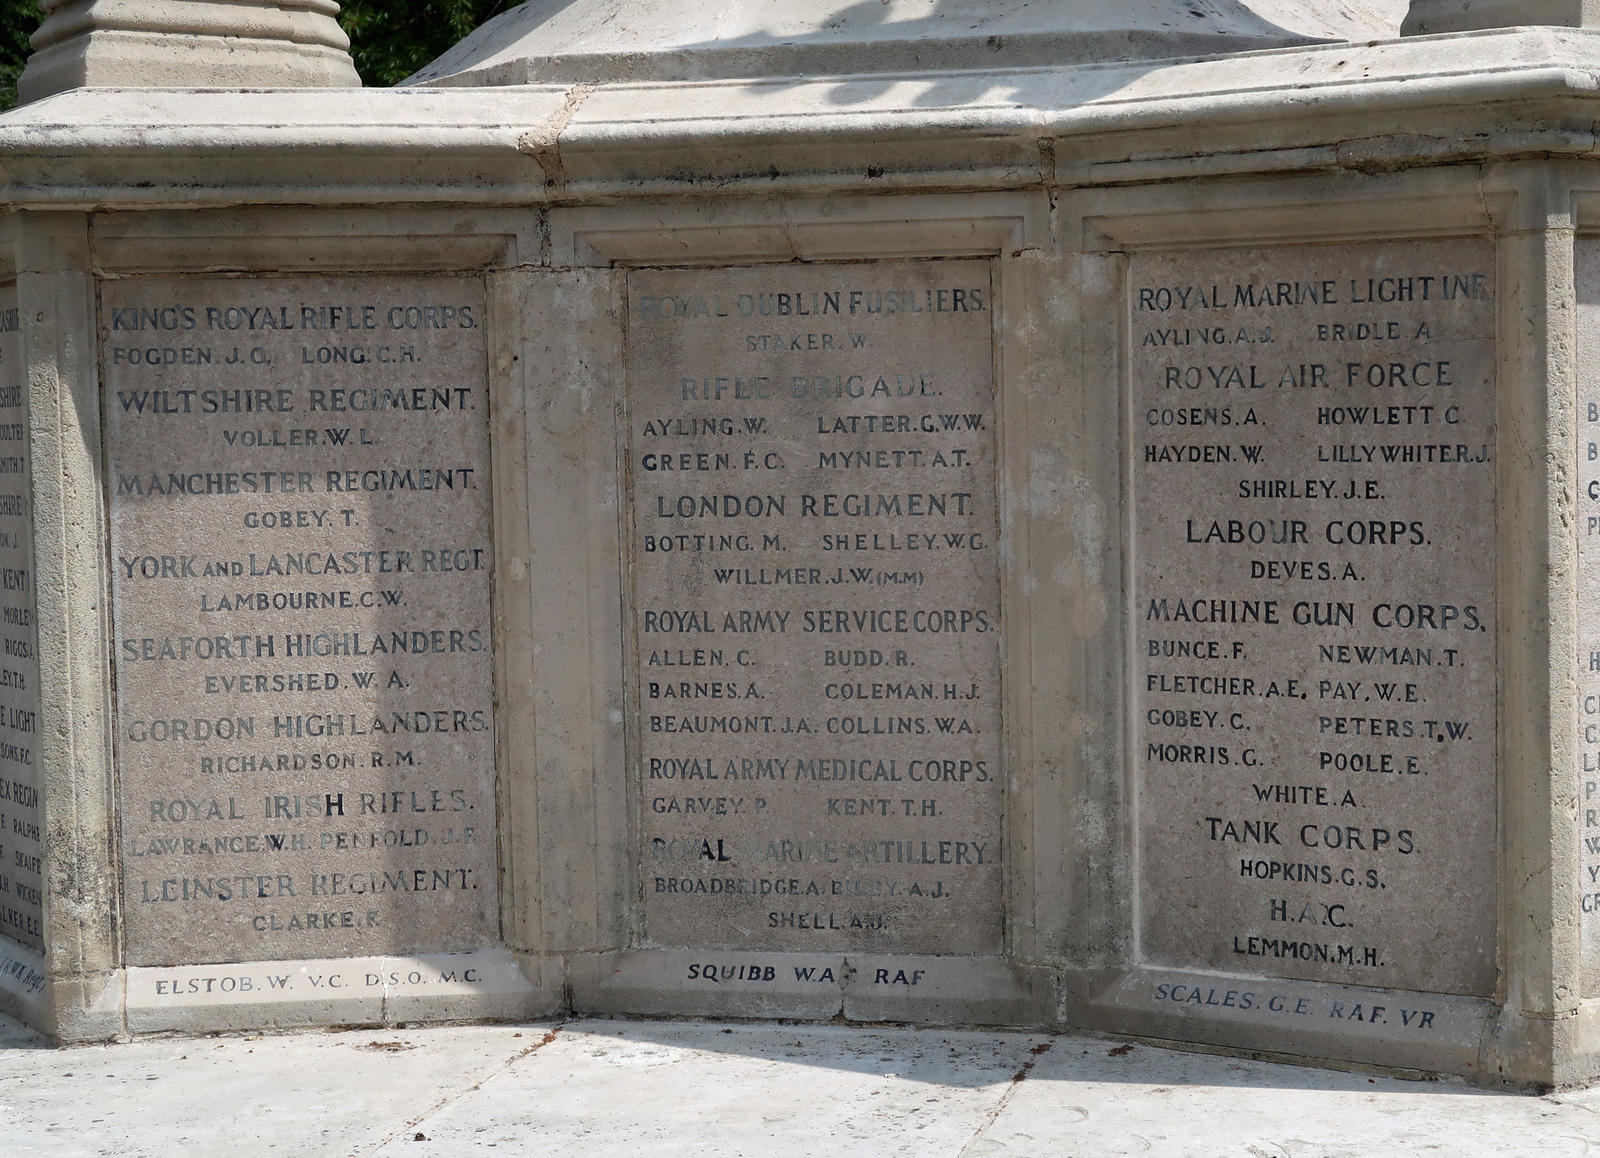 KING'S ROYAL RIFLE CORPS.
FOGDEN. J. G. LONG. C. H.
WILTSHIRE REGIMENT.
VOLLER. W. L.
MANCHESTER REGIMENT.
GOBEY. T.
YORK AND LANCASTER REGT.
LAMBOURNE. C. W.
SEAFORTH HIGHLANDERS.
EVERSHED. W. A.
GORDON HIGHLANDERS.
RICHARDSON. R. M.
ROYAL IRISH RIFLES.
LAWRANCE. W. H. PENFOLD. J. F.
LEINSTER REGIMENT.
CLARKE. F.
ELSTOB. W. V.C. D.S.O. M.C.
ROYAL DUBLIN FUSILIERS.
STAKER. W.
RIFLE BRIGADE.
AYLING. W. LATTER. G. W. W.
GREEN. F. C. MYNETT. A. T.
LONDON REGIMENT.
BOTTING. M. SHELLEY. W. G.
WILLMER. J. W. (M.M)
ROYAL ARMY SERVICE CORPS.
ALLEN. C. BUDD. R.
BARNES. A. COLEMAN. H. J.
BEAUMONT. J. A. COLLINS. W. A.
ROYAL ARMY MEDICAL CORPS.
GARVEY. P. KENT. T. H.
ROYAL MARINE ARTILLERY.
BROADBRIDGE. A. A. J.
SHELL. A. J.
SQUIBB W. A. RAF
ROYAL MARINE LIGHT INF.
AYLING. A. J. BRIDLE. A
ROYAL AIR FORCE
COSENS. A. HOWLETT C.
HAYDEN. W. LILLYWHITE. R. J.
SHIRLEY. J. E.
LABOUR CORPS.
DEVES. A.
MACHINE GUN CORPS.
BUNCE. F. NEWMAN. T.
FLETCHER. A. E. PAY. W. E.
GOBEY. C. PETERS. T. W.
MORRIS. G. POOLE. E.
WHITE. A.
TANK CORPS.
HOPKINS. G. S.
H. A. C.
LEMMON. M. H.
SCALES. G. E. RAF. VR